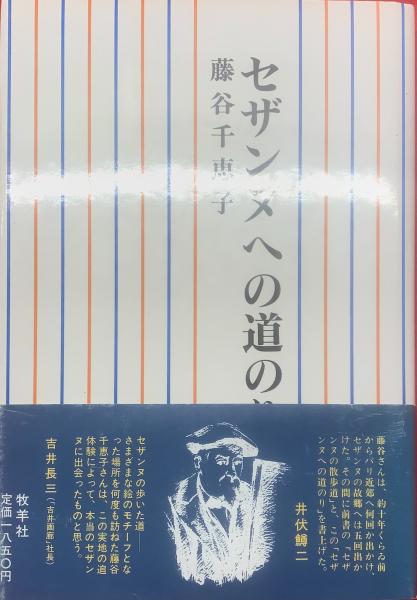 セザンヌへの道の
藤谷千恵子
藤谷さんは、約十年くらゐ前
からパリ近郊へ何回か出かけ、
セザンヌの故郷へは五回出か
けた。その間に前書の「セザ
ンヌの散歩道」と、この「セザ
ンヌへの道のり」を書上げた。
井伏鱒二
セザンヌの歩いた道――
さまざまな絵のモチーフとな
った場所を何度も訪ねた藤谷
千恵子さんは、この実地の追
体験によって、本当のセザン
ヌに出会ったものと思う。
吉井長三(「吉井画廊」社長)
牧羊社
定価一八五〇円